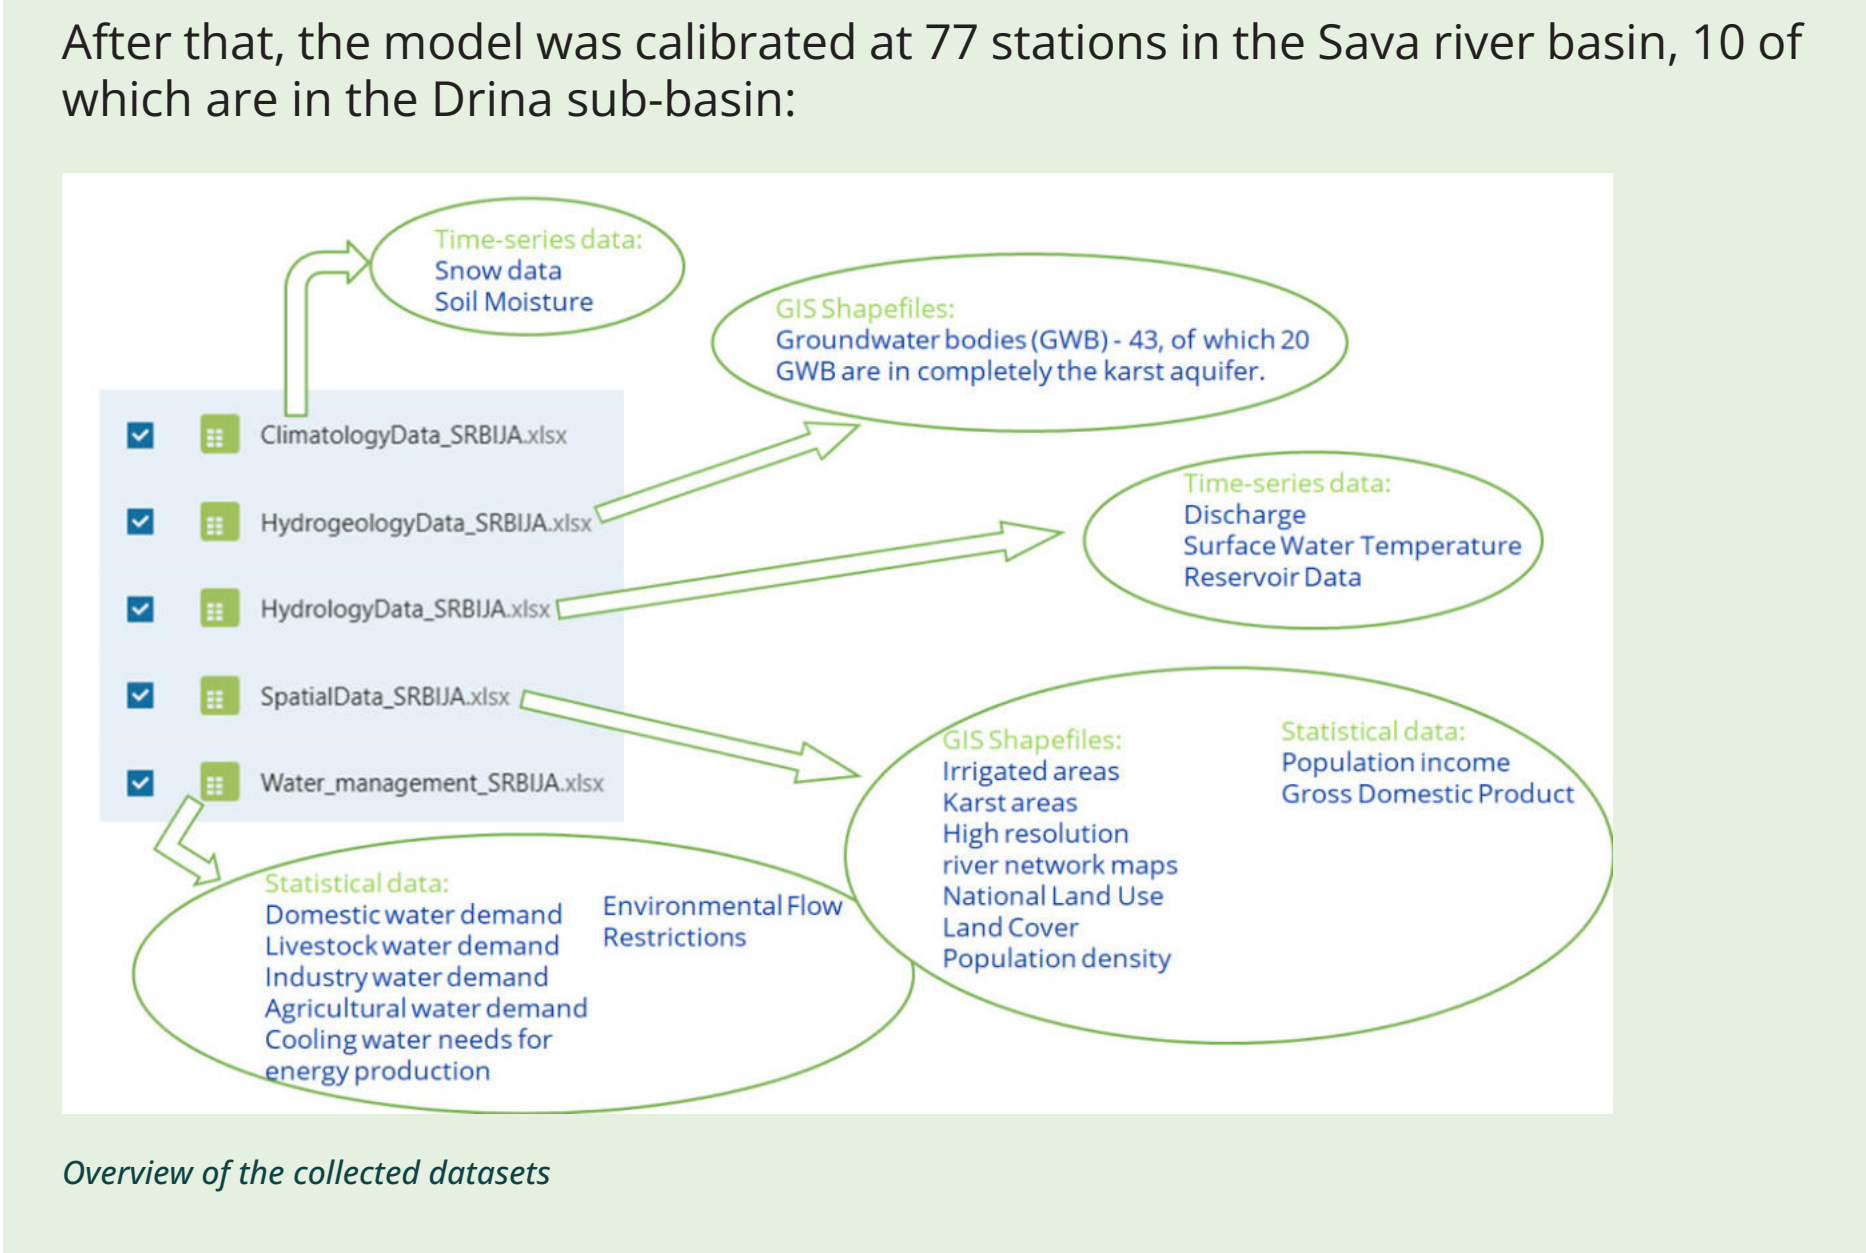 After that, the model was calibrated at 77 stations in the Sava river basin, 10 of
which are in the Drina sub-basin:
Time-series data:
Snow data
Soil Moisture
GIS Shapefiles:
Groundwater bodies (GWB) - 43, of which 20
GWB are in completely the karst aquifer.
ClimatologyData_SRBIJA.xlsx
HydrogeologyData_SRBIJA.xlsx
HydrologyData_SRBIJA.xlsx
SpatialData_SRBIJA.xlsx
Water_management_SRBIJA.xlsx
Time-series data:
Discharge
Surface Water Temperature
Reservoir Data
GIS Shapefiles:
Irrigated areas
Karst areas
High resolution
river network maps
National Land Use
Land Cover
Population density
Statistical data:
Population income
Gross Domestic Product
Statistical data:
Domestic water demand
Livestock water demand
Industry water demand
Agricultural water demand
Cooling water needs for
energy production
Environmental Flow
Restrictions
Overview of the collected datasets